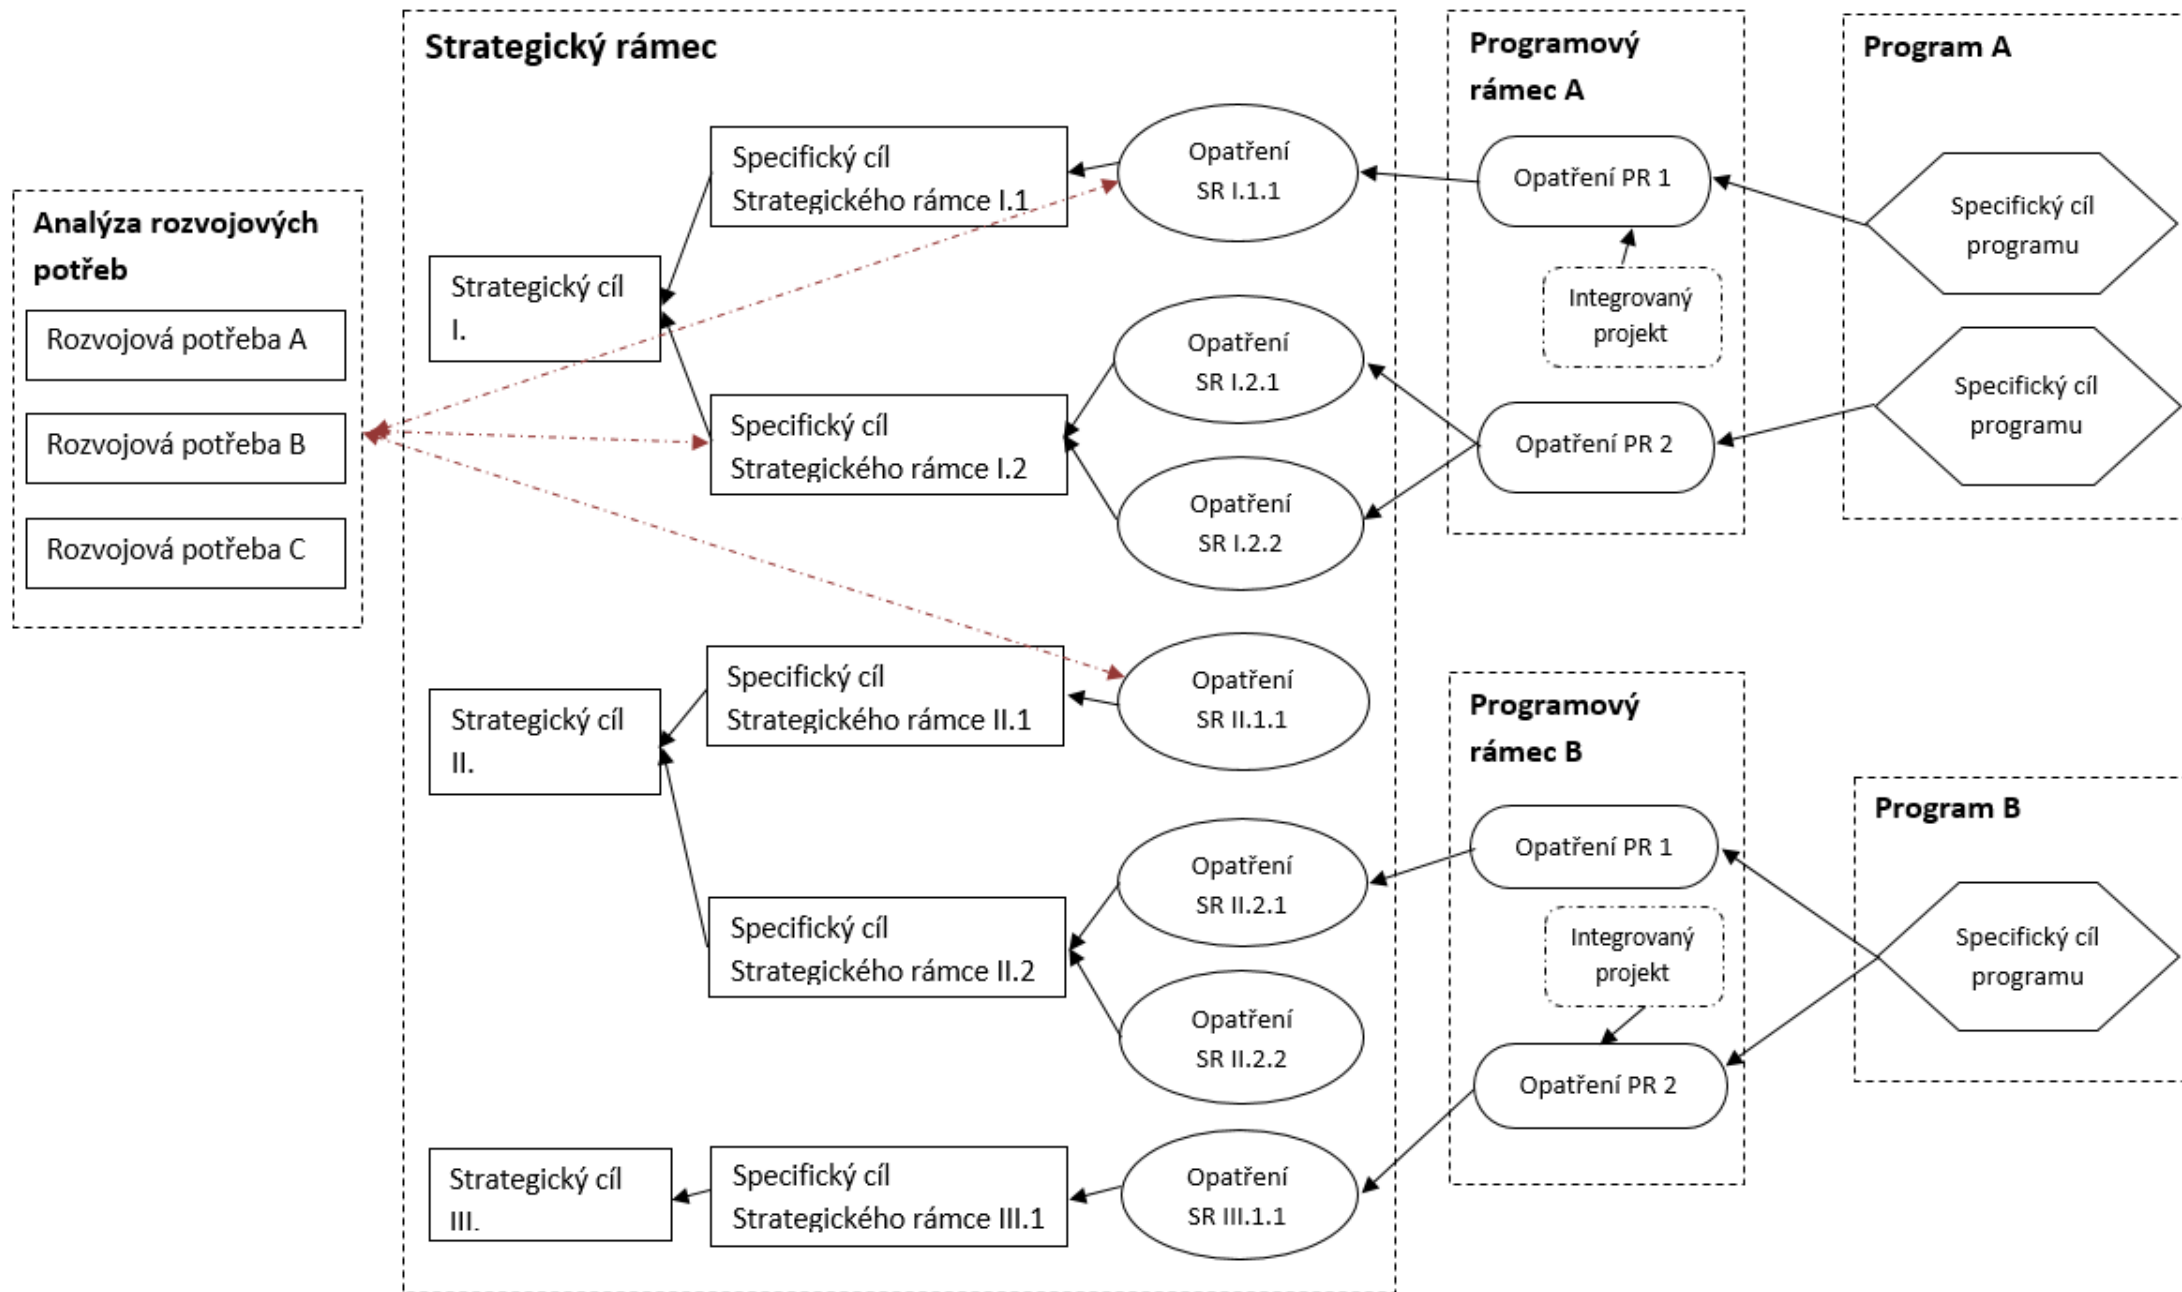 Analýza rozvojových
potřeb
Rozvojová potřeba A
Rozvojová potřeba B
Rozvojová potřeba C
Strategický rámec
Strategický cíl
I.
Specifický cíl
Strategického rámce I.1
Opatření
SR I.1.1
Specifický cíl
Strategického rámce I.2
Opatření
SR I.2.1
Opatření
SR I.2.2
Strategický cíl
II.
Specifický cíl
Strategického rámce II.1
Opatření
SR II.1.1
Specifický cíl
Strategického rámce II.2
Opatření
SR II.2.1
Opatření
SR II.2.2
Strategický cíl
III.
Specifický cíl
Strategického rámce III.1
Opatření
SR III.1.1
Programový
rámec A
Opatření PR 1
Integrovaný
projekt
Opatření PR 2
Program A
Specifický cíl
programu
Specifický cíl
programu
Programový
rámec B
Opatření PR 1
Integrovaný
projekt
Opatření PR 2
Program B
Specifický cíl
programu